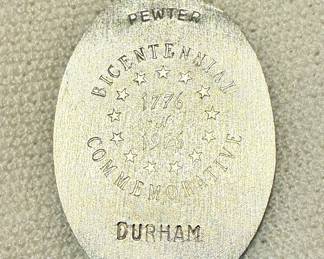 PEWTER
BICENTENNIAL
1776
1976
COMMEMORATIVE
DURHAM